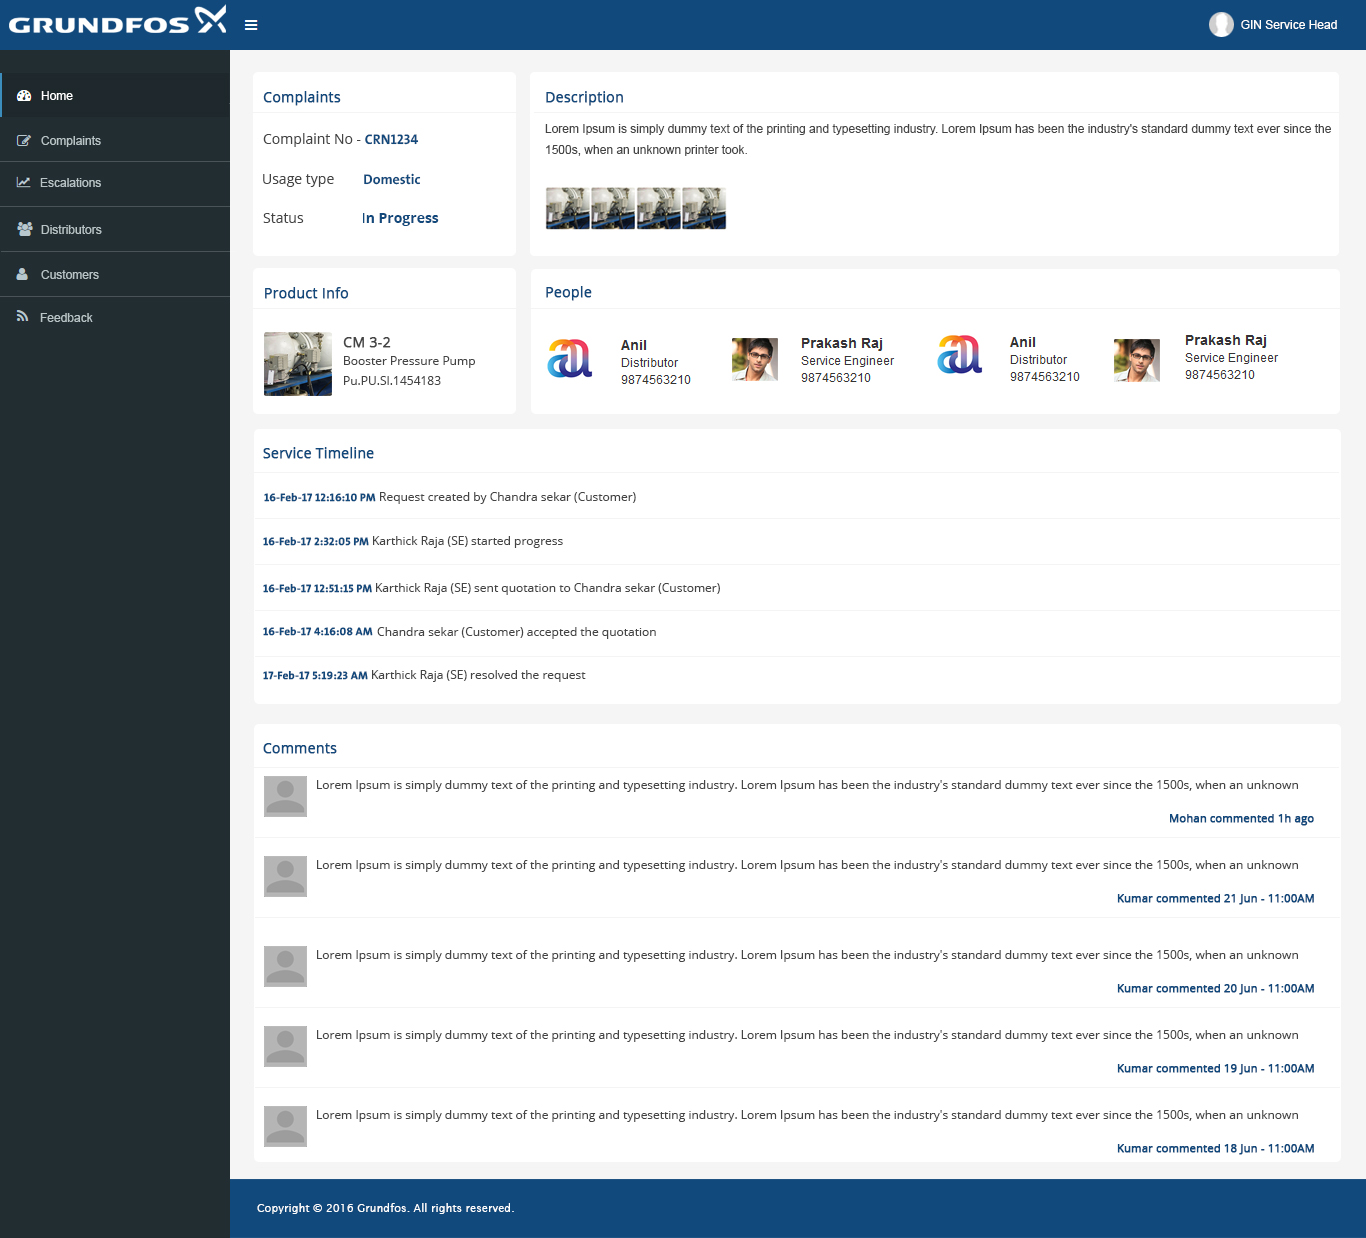 GRUNDFOS
GIN Service Head
Home
Complaints
Escalations
Distributors
Customers
Feedback
Complaints
Complaint No - CRN1234
Usage type Domestic
Status In Progress
Description
Lorem Ipsum is simply dummy text of the printing and typesetting industry. Lorem Ipsum has been the industry's standard dummy text ever since the
1500s, when an unknown printer took.
Product Info
CM 3-2
Booster Pressure Pump
Pu.PU.SI.1454183
People
Anil
Distributor
9874563210
Prakash Raj
Service Engineer
9874563210
Anil
Distributor
9874563210
Prakash Raj
Service Engineer
9874563210
Service Timeline
16-Feb-17 12:16:10 PM Request created by Chandra sekar (Customer)
16-Feb-17 2:32:05 PM Karthick Raja (SE) started progress
16-Feb-17 12:51:15 PM Karthick Raja (SE) sent quotation to Chandra sekar (Customer)
16-Feb-17 4:16:08 AM Chandra sekar (Customer) accepted the quotation
17-Feb-17 5:19:23 AM Karthick Raja (SE) resolved the request
Comments
Lorem Ipsum is simply dummy text of the printing and typesetting industry. Lorem Ipsum has been the industry's standard dummy text ever since the 1500s, when an unknown
Mohan commented 1h ago
Lorem Ipsum is simply dummy text of the printing and typesetting industry. Lorem Ipsum has been the industry's standard dummy text ever since the 1500s, when an unknown
Kumar commented 21 Jun - 11:00AM
Lorem Ipsum is simply dummy text of the printing and typesetting industry. Lorem Ipsum has been the industry's standard dummy text ever since the 1500s, when an unknown
Kumar commented 20 Jun - 11:00AM
Lorem Ipsum is simply dummy text of the printing and typesetting industry. Lorem Ipsum has been the industry's standard dummy text ever since the 1500s, when an unknown
Kumar commented 19 Jun - 11:00AM
Lorem Ipsum is simply dummy text of the printing and typesetting industry. Lorem Ipsum has been the industry's standard dummy text ever since the 1500s, when an unknown
Kumar commented 18 Jun - 11:00AM
Copyright © 2016 Grundfos. All rights reserved.